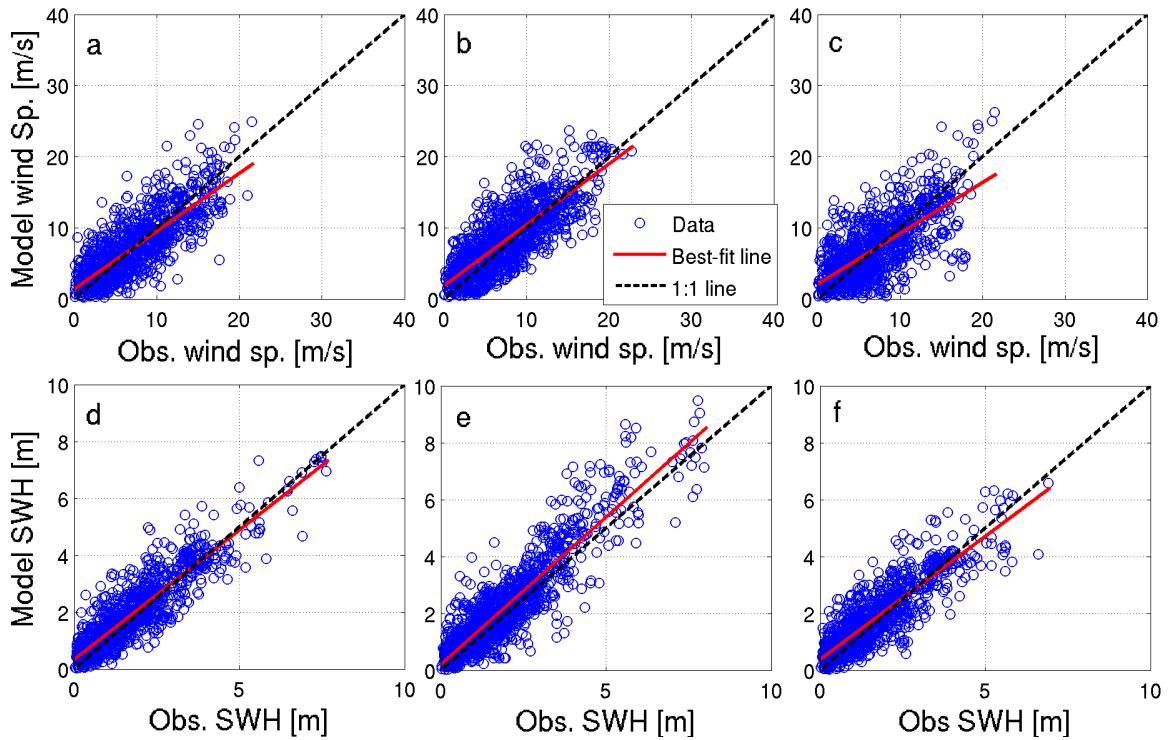 40
30
20
10
0
a
Model wind Sp. [m/s]
0 10 20 30 40
Obs. wind sp. [m/s]
40
30
20
10
0
b
0 10 20 30 40
Obs. wind sp. [m/s]
Data
Best-fit line
1:1 line
40
30
20
10
0
c
0 10 20 30 40
Obs. wind sp. [m/s]
10
8
6
4
2
0
d
Model SWH [m]
0 5 10
Obs. SWH [m]
10
8
6
4
2
0
e
0 5 10
Obs. SWH [m]
10
8
6
4
2
0
f
0 5 10
Obs SWH [m]